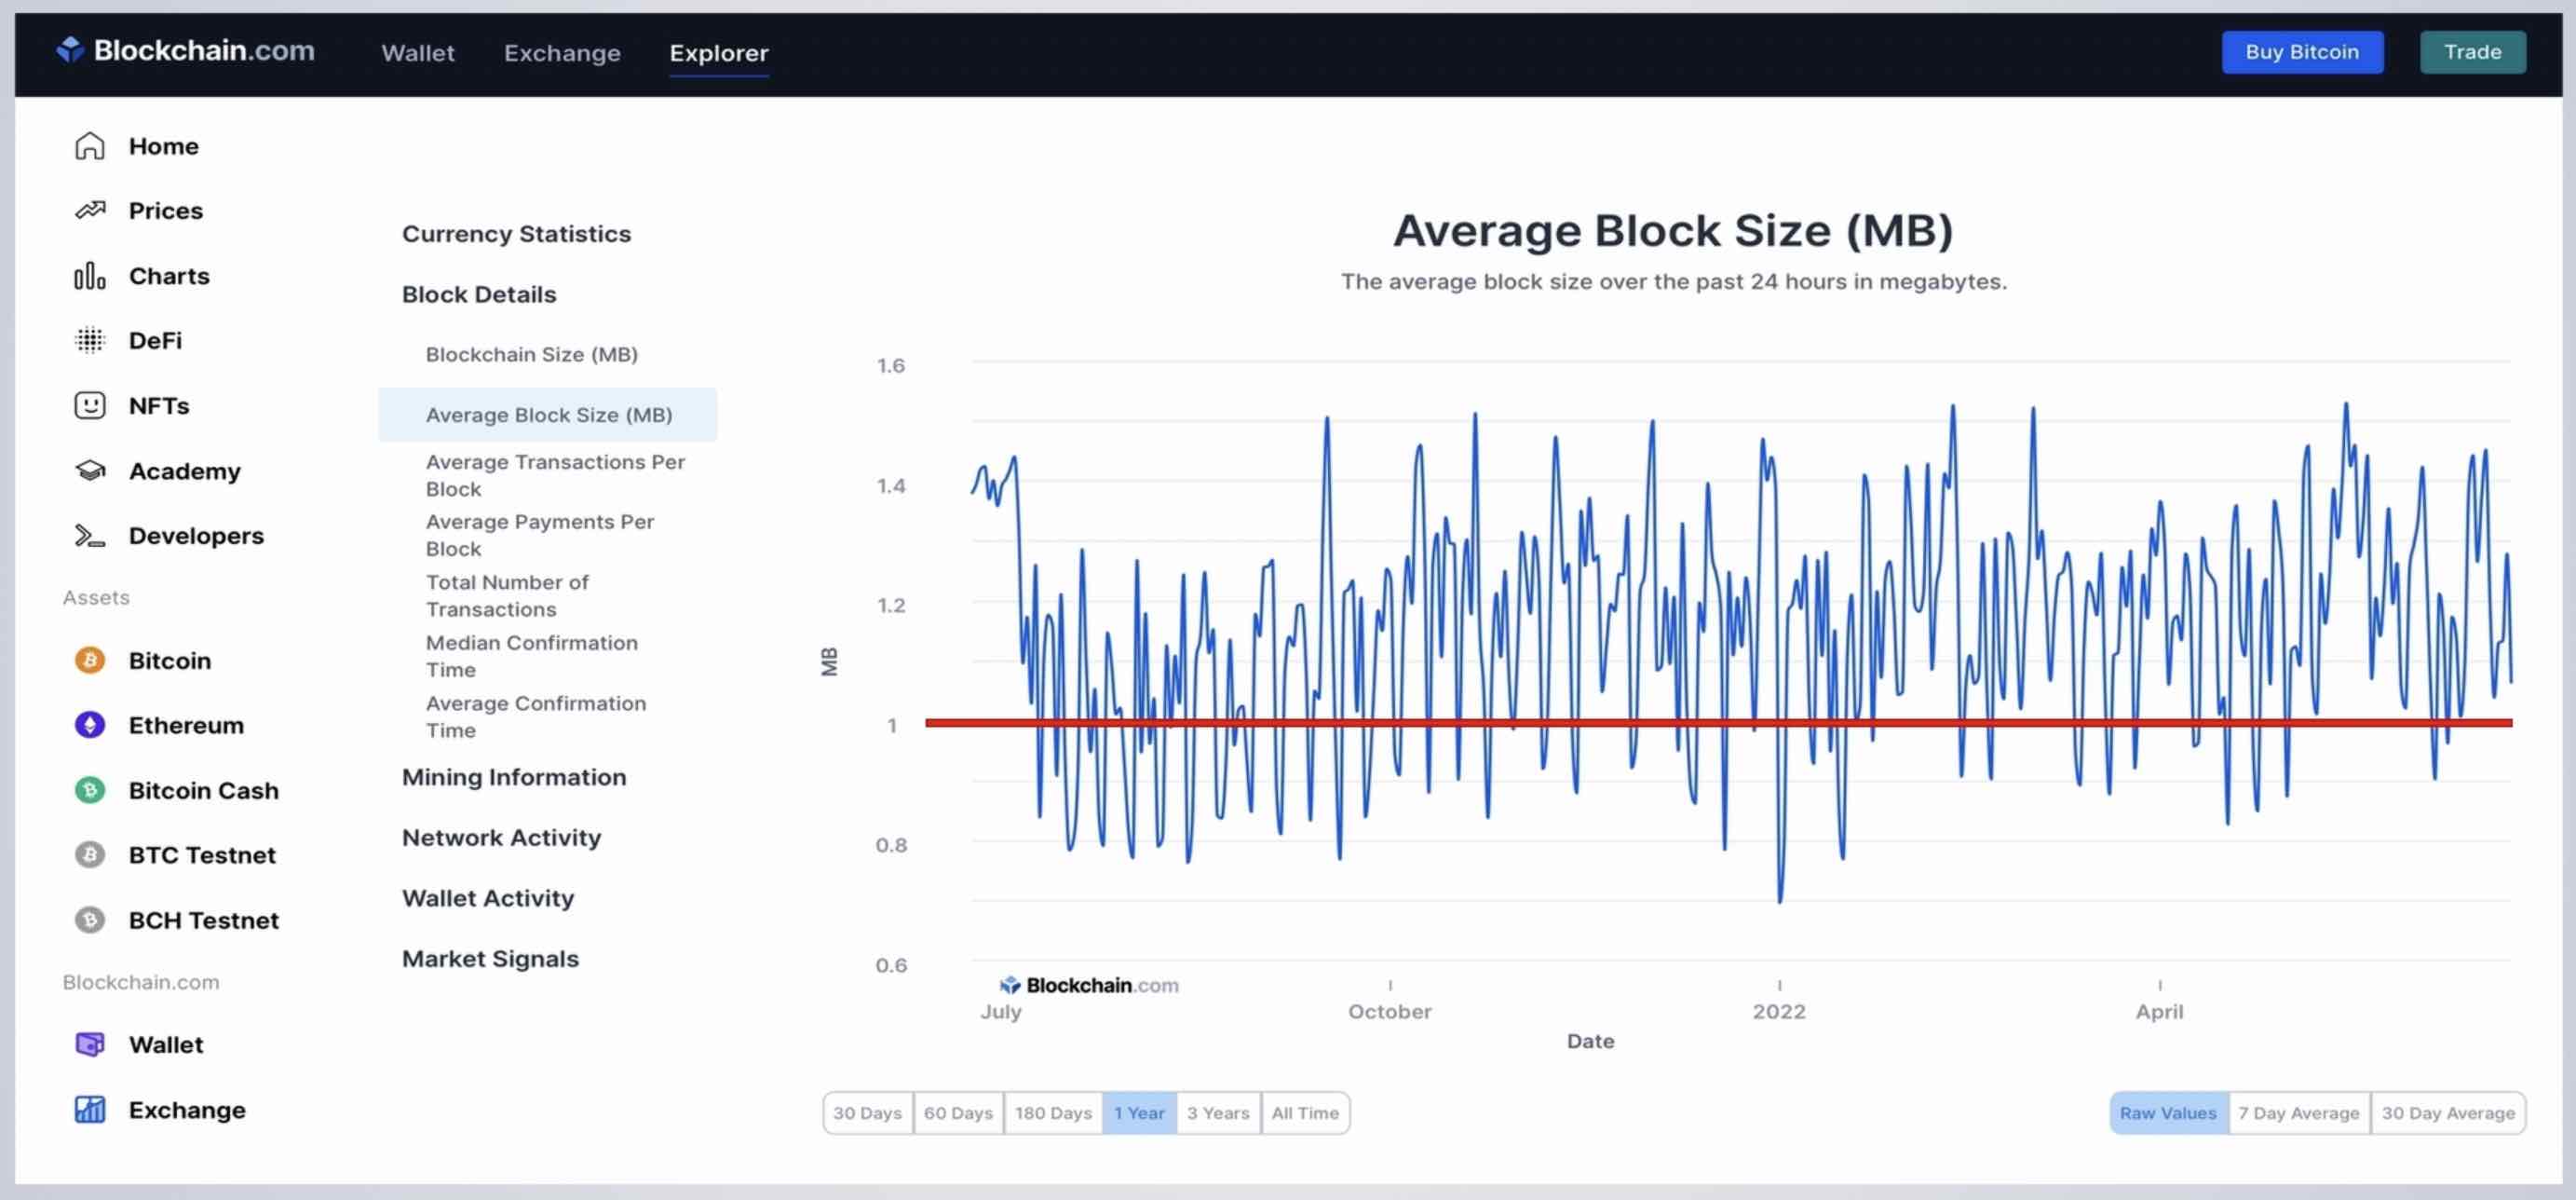 Blockchain.com
Wallet
Exchange
Explorer
Buy Bitcoin
Trade
Home
Prices
Charts
DeFi
NFTs
Academy
Developers
Assets
Bitcoin
Ethereum
Bitcoin Cash
BTC Testnet
BCH Testnet
Blockchain.com
Wallet
Exchange
Currency Statistics
Block Details
Blockchain Size (MB)
Average Block Size (MB)
Average Transactions Per
Block
Average Payments Per
Block
Total Number of
Transactions
Median Confirmation
Time
Average Confirmation
Time
Mining Information
Network Activity
Wallet Activity
Market Signals
Average Block Size (MB)
The average block size over the past 24 hours in megabytes.
1.6
1.4
1.2
1
0.8
0.6
MB
Blockchain.com
July
October
2022
April
Date
30 Days
60 Days
180 Days
1 Year
3 Years
All Time
Raw Values
7 Day Average
30 Day Average